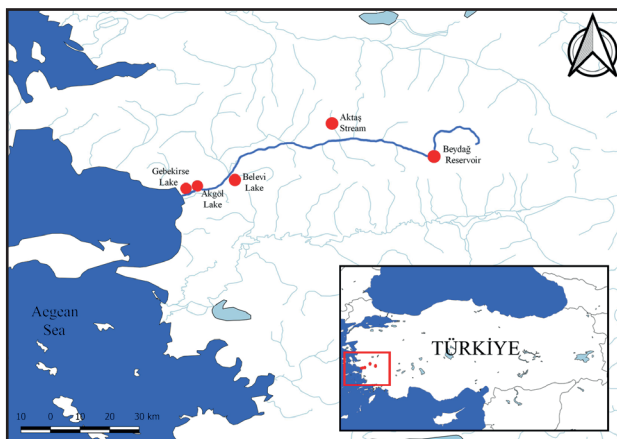 Aktaş
Stream
Beydağ
Reservoir
Gebekirse
Lake
Akgöl
Lake
Belevi
Lake
Aegean
Sea
TÜRKİYE
10 0 10 20 30 km